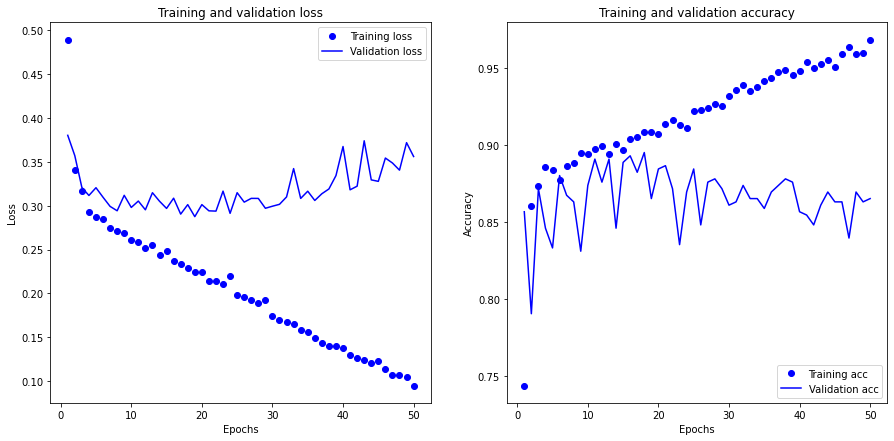 Training and validation loss
0.50
0.45
0.40
0.35
0.30
0.25
0.20
0.15
0.10
Loss
Training loss
Validation loss
0 10 20 30 40 50
Epochs
Training and validation accuracy
0.95
0.90
0.85
0.80
0.75
Accuracy
Training acc
Validation acc
0 10 20 30 40 50
Epochs